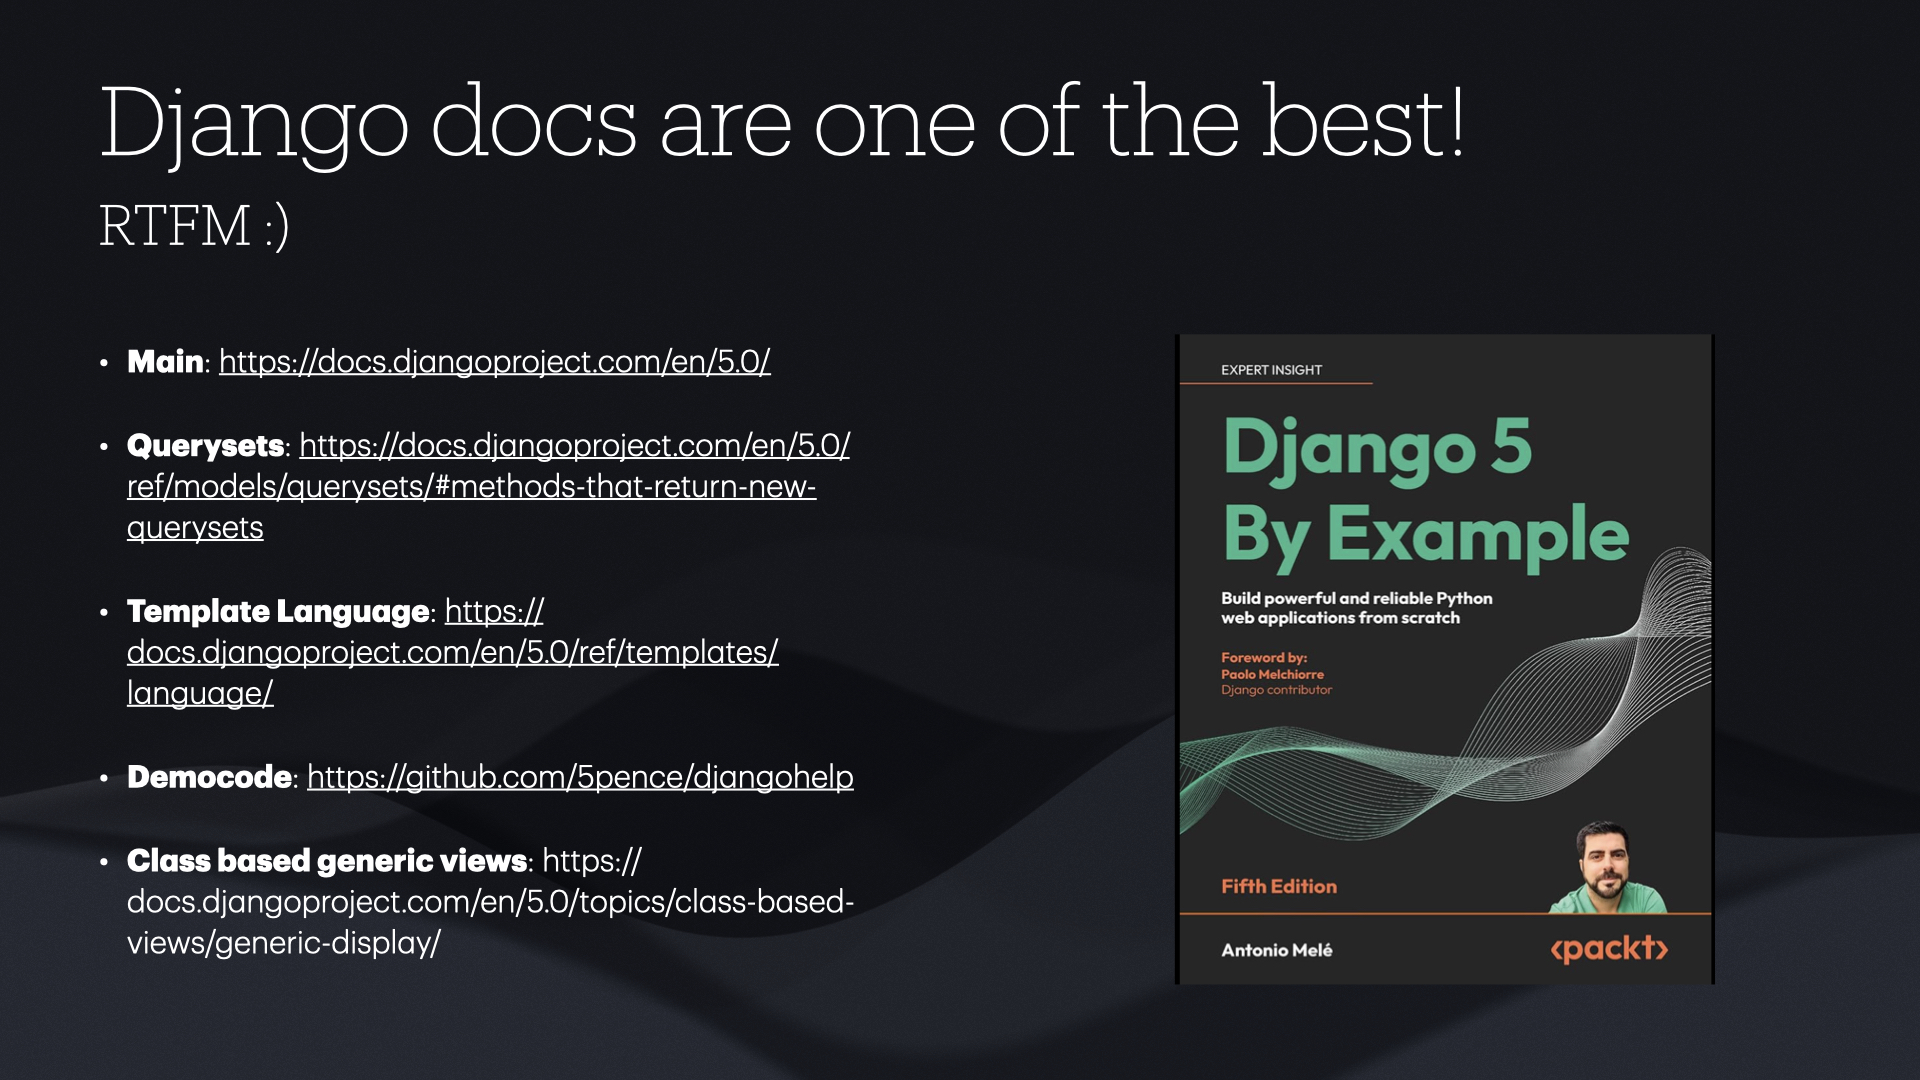 Django docs are one of the best!
RTFM :)
• Main: https://docs.djangoproject.com/en/5.0/
• Querysets: https://docs.djangoproject.com/en/5.0/
ref/models/querysets/#methods-that-return-new-
querysets
• Template Language: https://
docs.djangoproject.com/en/5.0/ref/templates/
language/
• Democode: https://github.com/5pence/djangohelp
• Class based generic views: https://
docs.djangoproject.com/en/5.0/topics/class-based-
views/generic-display/
EXPERT INSIGHT
Django 5
By Example
Build powerful and reliable Python
web applications from scratch
Foreword by:
Paolo Melchiorre
Django contributor
Fifth Edition
Antonio Melé
<packt>